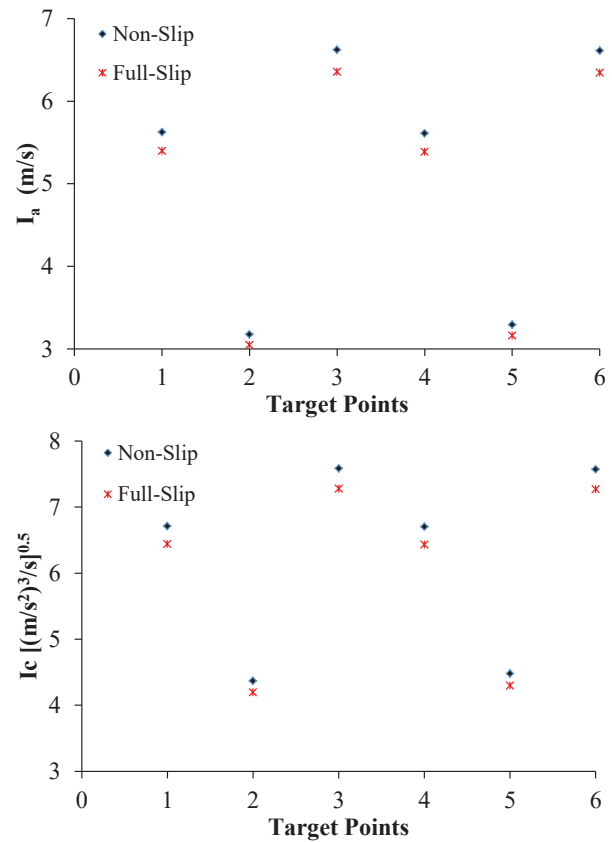 7
Non-Slip
Full-Slip
6
5
4
3
I_a (m/s)
0 1 2 3 4 5 6
Target Points
8
Non-Slip
Full-Slip
7
6
5
4
3
Ic [(m/s²)³/s]⁰·⁵
0 1 2 3 4 5 6
Target Points